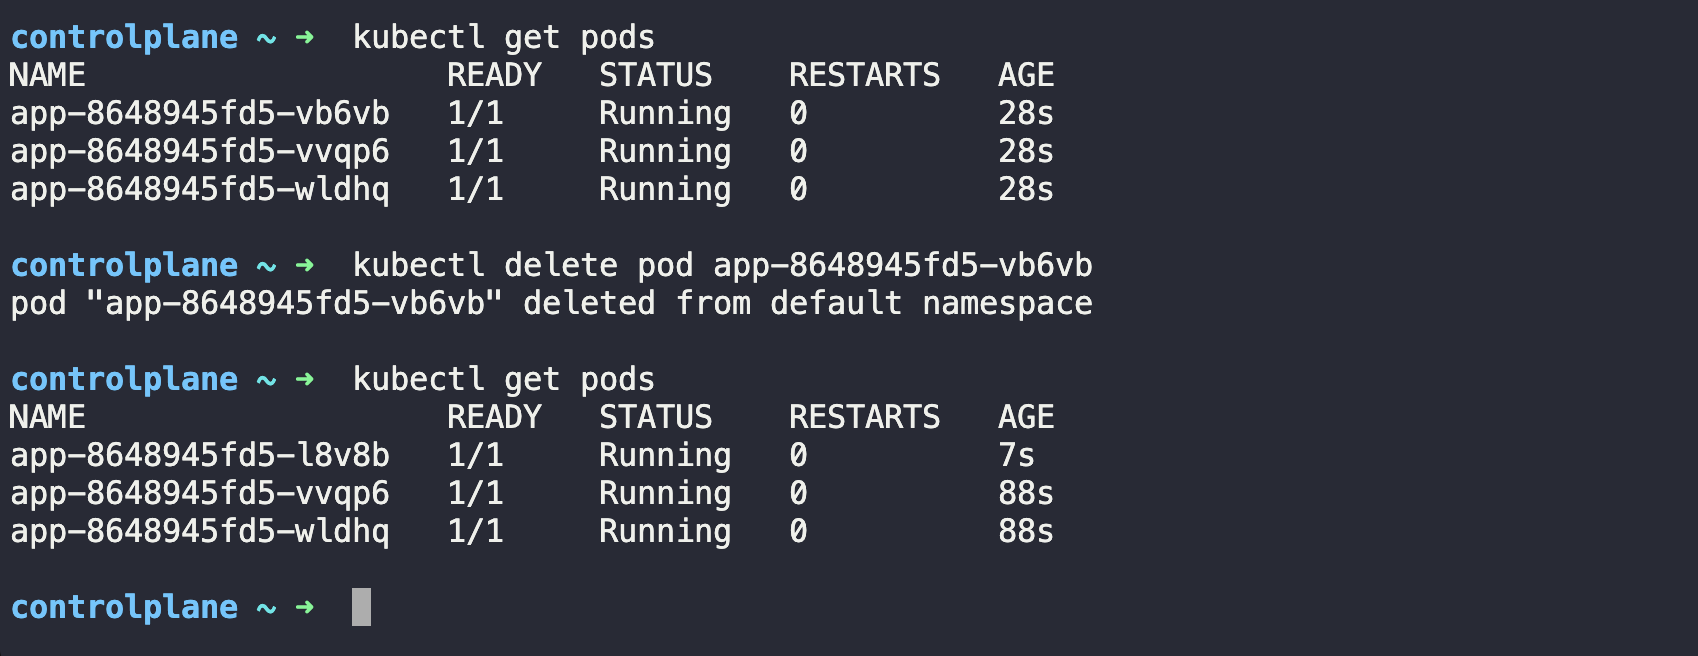 controlplane ~ ➜  kubectl get pods
NAME                   READY   STATUS    RESTARTS   AGE
app-8648945fd5-vb6vb   1/1     Running   0          28s
app-8648945fd5-vvqp6   1/1     Running   0          28s
app-8648945fd5-wldhq   1/1     Running   0          28s
controlplane ~ ➜  kubectl delete pod app-8648945fd5-vb6vb
pod "app-8648945fd5-vb6vb" deleted from default namespace
controlplane ~ ➜  kubectl get pods
NAME                   READY   STATUS    RESTARTS   AGE
app-8648945fd5-l8v8b   1/1     Running   0          7s
app-8648945fd5-vvqp6   1/1     Running   0          88s
app-8648945fd5-wldhq   1/1     Running   0          88s
controlplane ~ ➜